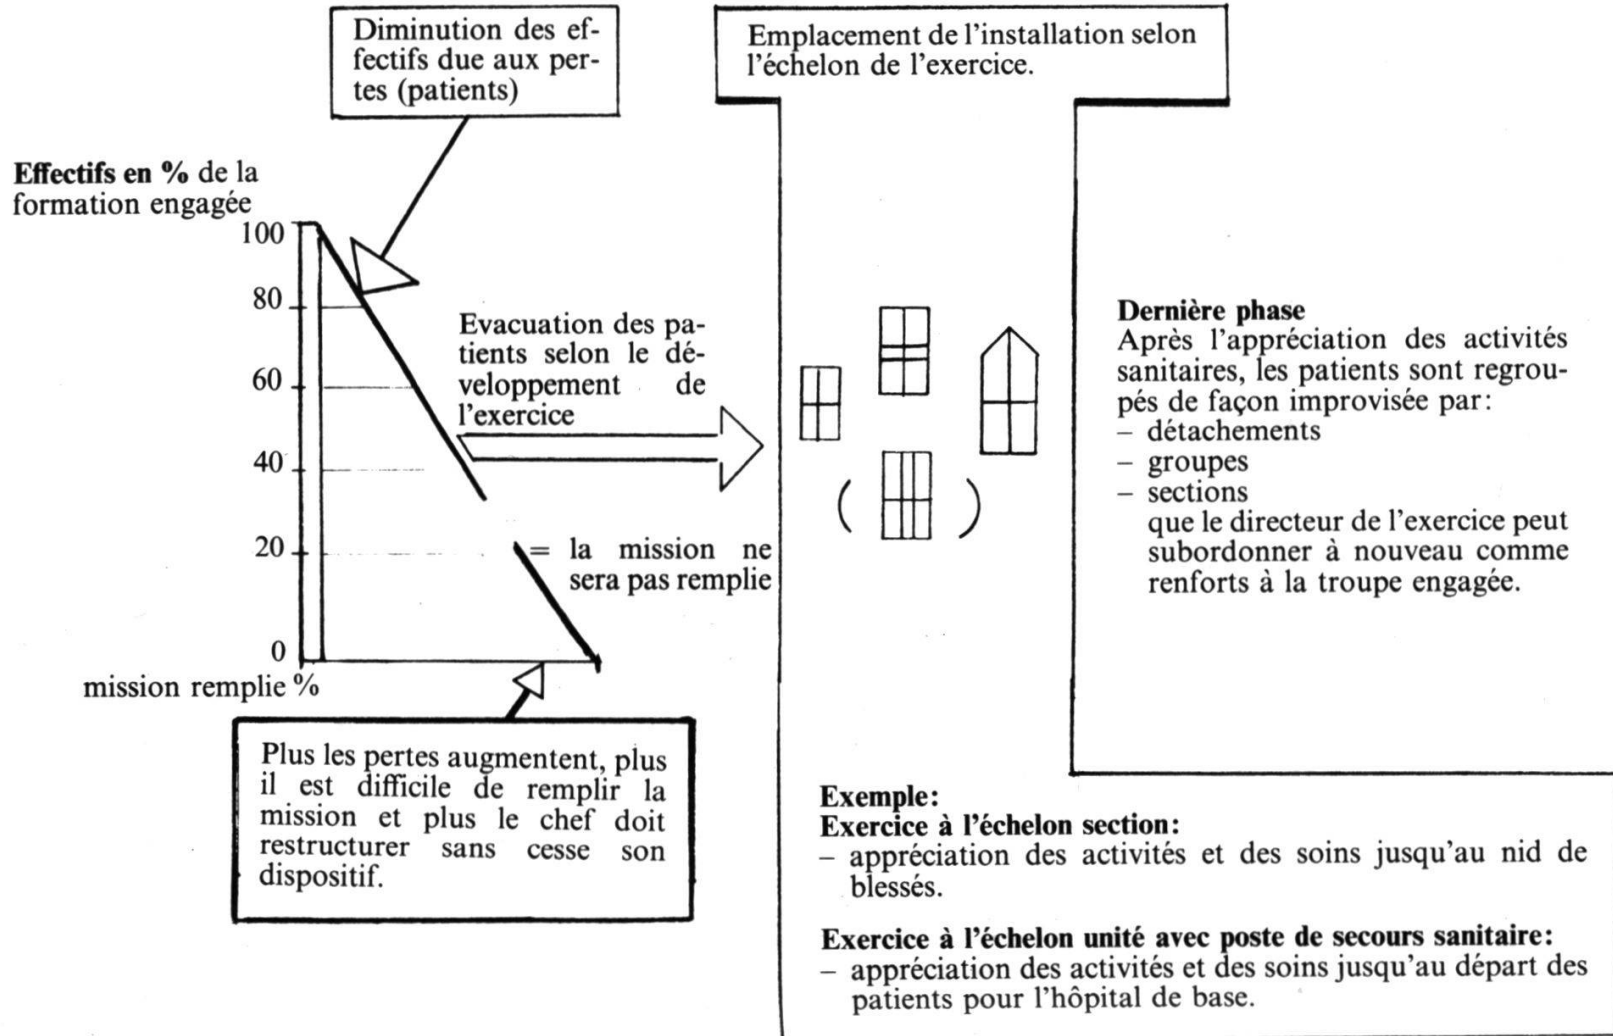 Diminution des ef-
fectifs due aux per-
tes (patients)
Emplacement de l'installation selon
l'échelon de l'exercice.
Effectifs en % de la
formation engagée
100
80
60
40
20
0
mission remplie %
Evacuation des pa-
tients selon le dé-
veloppement de
l'exercice
= la mission ne
sera pas remplie
Plus les pertes augmentent, plus
il est difficile de remplir la
mission et plus le chef doit
restructurer sans cesse son
dispositif.
Dernière phase
Après l'appréciation des activités
sanitaires, les patients sont regrou-
pés de façon improvisée par:
– détachements
– groupes
– sections
que le directeur de l'exercice peut
subordonner à nouveau comme
renforts à la troupe engagée.
Exemple:
Exercice à l'échelon section:
– appréciation des activités et des soins jusqu'au nid de
blessés.
Exercice à l'échelon unité avec poste de secours sanitaire:
– appréciation des activités et des soins jusqu'au départ des
patients pour l'hôpital de base.